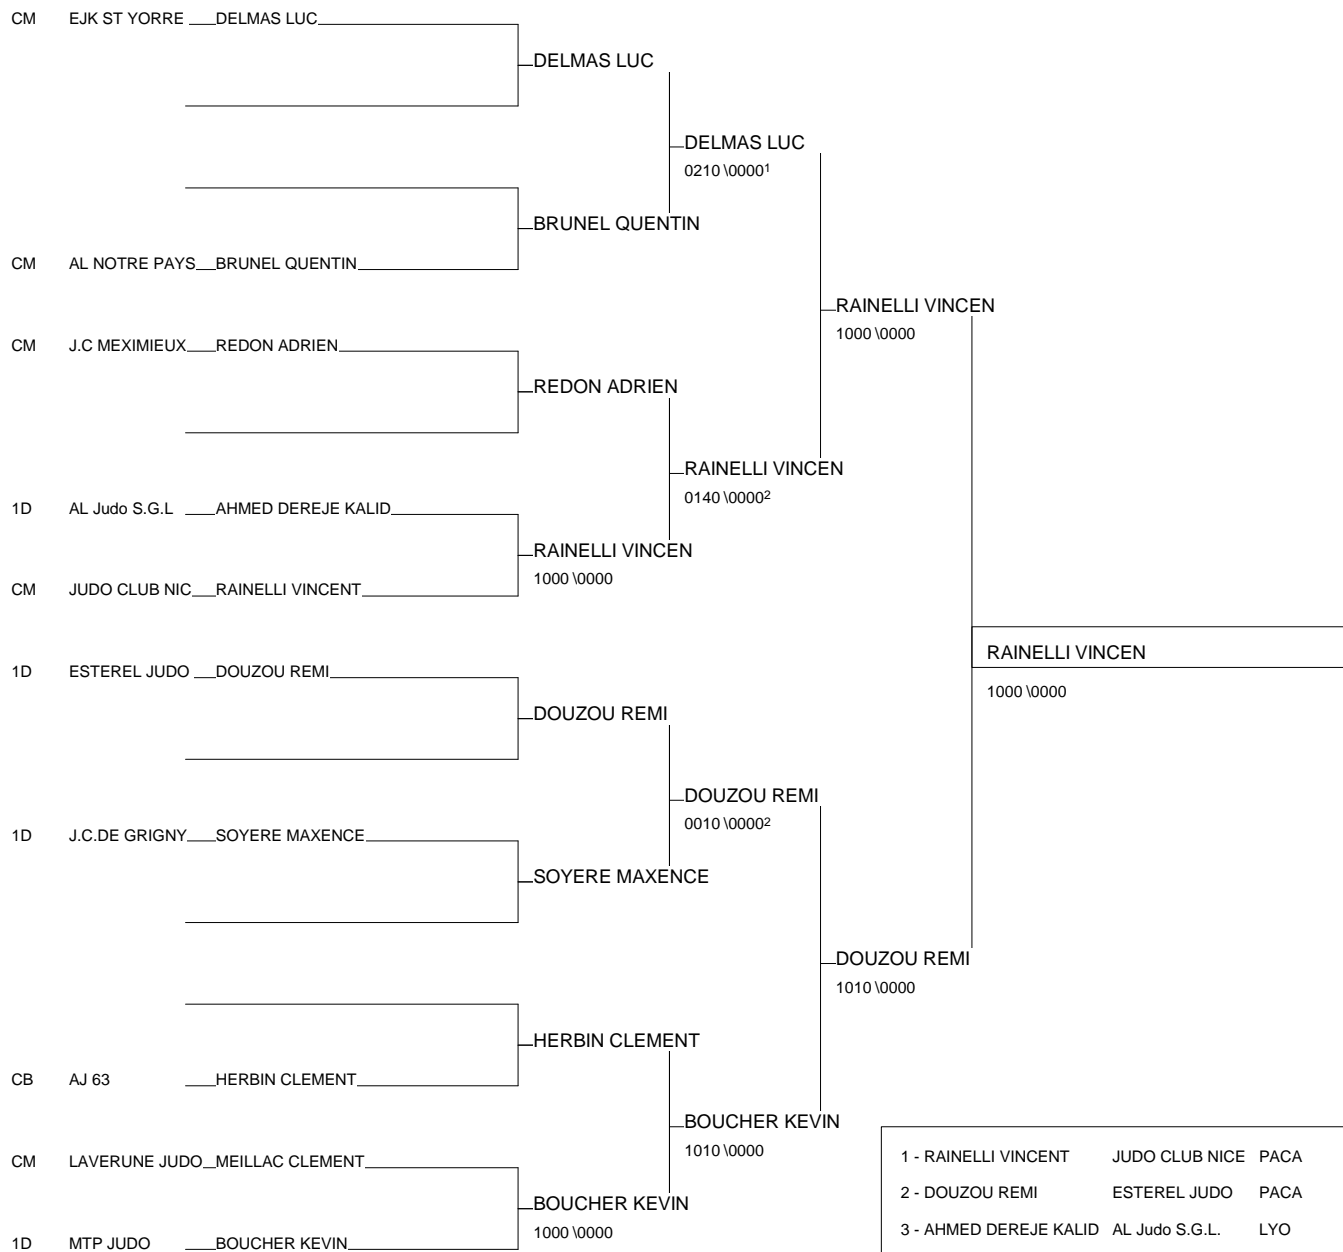 CM EJK ST YORRE DELMAS LUC
DELMAS LUC
DELMAS LUC
0210 \0000¹
BRUNEL QUENTIN
CM AL NOTRE PAYS BRUNEL QUENTIN
RAINELLI VINCEN
1000 \0000
CM J.C MEXIMIEUX REDON ADRIEN
REDON ADRIEN
RAINELLI VINCEN
0140 \0000²
1D AL Judo S.G.L AHMED DEREJE KALID
RAINELLI VINCEN
1000 \0000
CM JUDO CLUB NIC RAINELLI VINCENT
RAINELLI VINCEN
1000 \0000
1D ESTEREL JUDO DOUZOU REMI
DOUZOU REMI
DOUZOU REMI
0010 \0000²
1D J.C.DE GRIGNY SOYERE MAXENCE
SOYERE MAXENCE
DOUZOU REMI
1010 \0000
HERBIN CLEMENT
CB AJ 63 HERBIN CLEMENT
BOUCHER KEVIN
1010 \0000
CM LAVERUNE JUDO MEILLAC CLEMENT
BOUCHER KEVIN
1000 \0000
1D MTP JUDO BOUCHER KEVIN
1 - RAINELLI VINCENT JUDO CLUB NICE PACA
2 - DOUZOU REMI ESTEREL JUDO PACA
3 - AHMED DEREJE KALID AL Judo S.G.L. LYO